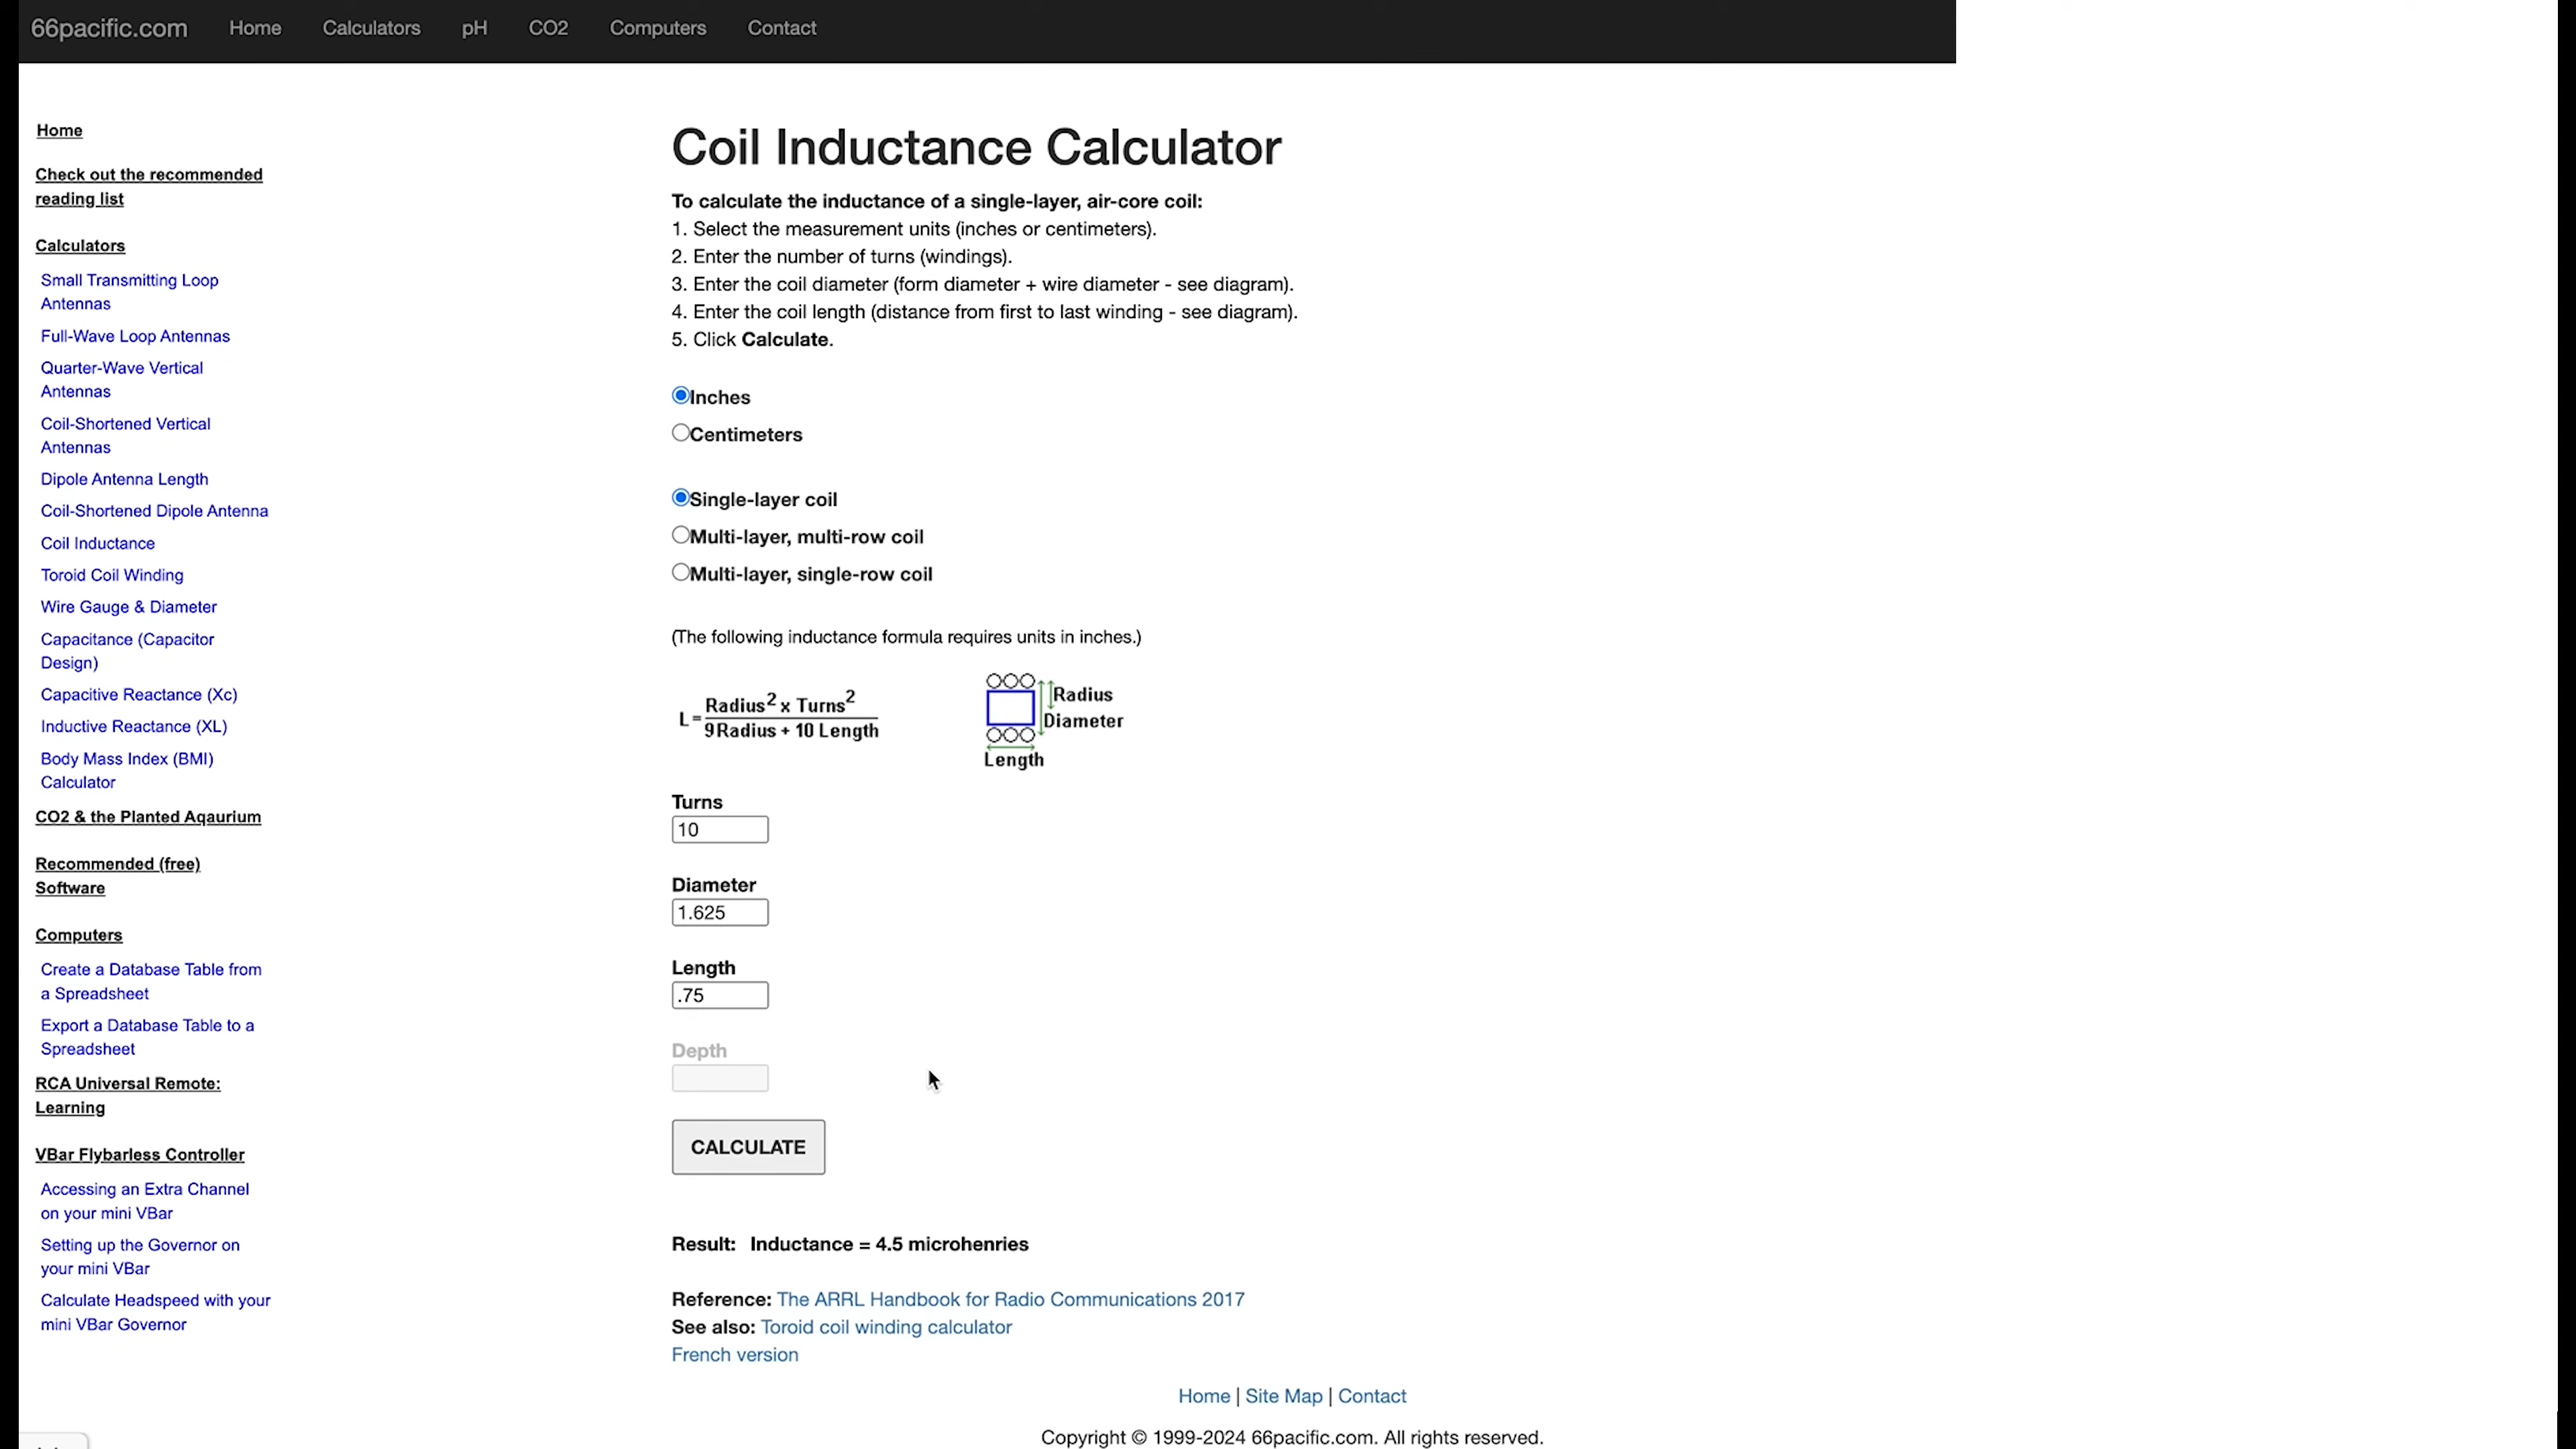 66pacific.com Home Calculators pH CO2 Computers Contact
Home
Check out the recommended
reading list
Calculators
Small Transmitting Loop
Antennas
Full-Wave Loop Antennas
Quarter-Wave Vertical
Antennas
Coil-Shortened Vertical
Antennas
Dipole Antenna Length
Coil-Shortened Dipole Antenna
Coil Inductance
Toroid Coil Winding
Wire Gauge & Diameter
Capacitance (Capacitor
Design)
Capacitive Reactance (Xc)
Inductive Reactance (XL)
Body Mass Index (BMI)
Calculator
CO2 & the Planted Aqaurium
Recommended (free)
Software
Computers
Create a Database Table from
a Spreadsheet
Export a Database Table to a
Spreadsheet
RCA Universal Remote:
Learning
VBar Flybarless Controller
Accessing an Extra Channel
on your mini VBar
Setting up the Governor on
your mini VBar
Calculate Headspeed with your
mini VBar Governor
Coil Inductance Calculator
To calculate the inductance of a single-layer, air-core coil:
1. Select the measurement units (inches or centimeters).
2. Enter the number of turns (windings).
3. Enter the coil diameter (form diameter + wire diameter - see diagram).
4. Enter the coil length (distance from first to last winding - see diagram).
5. Click Calculate.
Inches
Centimeters
Single-layer coil
Multi-layer, multi-row coil
Multi-layer, single-row coil
(The following inductance formula requires units in inches.)
Radius² x Turns²
L=
9Radius + 10 Length
Radius
Diameter
Length
Turns
10
Diameter
1.625
Length
.75
Depth
CALCULATE
Result: Inductance = 4.5 microhenries
Reference: The ARRL Handbook for Radio Communications 2017
See also: Toroid coil winding calculator
French version
Home | Site Map | Contact
Copyright © 1999-2024 66pacific.com. All rights reserved.